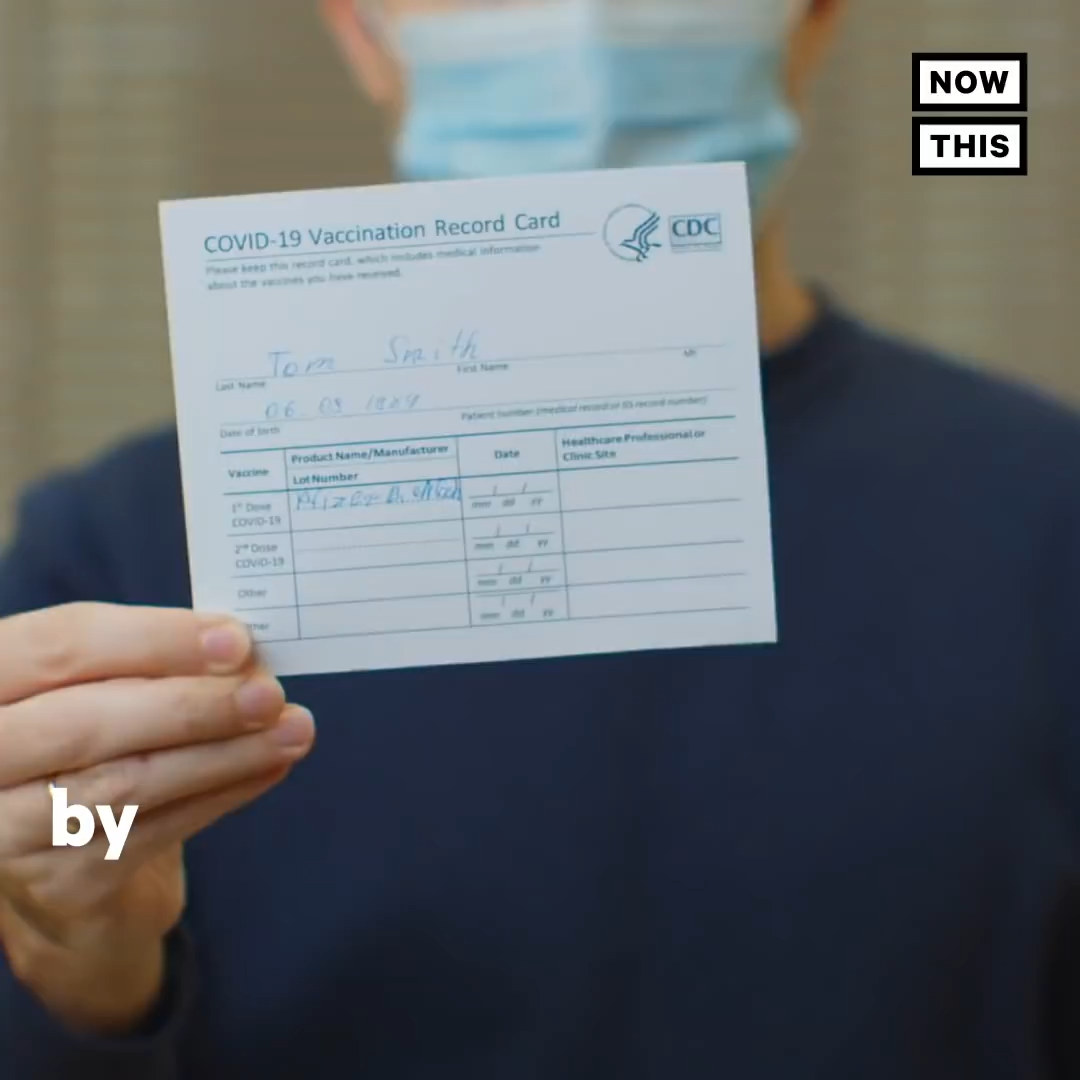 NOW
THIS
COVID-19 Vaccination Record Card
CDC
Please keep this record card, which includes medical information
about the vaccines you have received.
Tom Smith
Last Name First Name MI
06 09
Date of birth Patient number (medical record or IIS record number)
Vaccine Product Name/Manufacturer Date Healthcare Professional or
Lot Number Clinic Site
1st Dose
COVID-19
mm dd yy
2nd Dose
COVID-19
mm dd yy
Other
mm dd yy
ther
mm dd yy
by